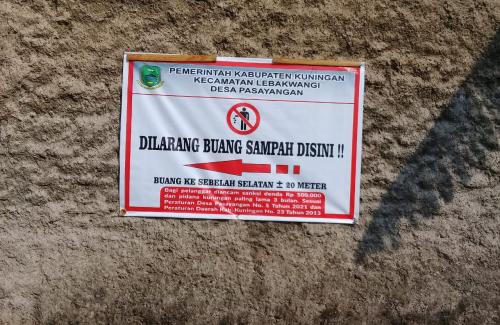 PEMERINTAH KABUPATEN KUNINGAN
KECAMATAN LEBAKWANGI
DESA PASAYANGAN
DILARANG BUANG SAMPAH DISINI !!
BUANG KE SEBELAH SELATAN ± 20 METER
Bagi pelanggar diancam sanksi denda Rp 500.000
dan pidana kurungan paling lama 3 bulan. Sesuai
Peraturan Desa Pasayangan No. 5 Tahun 2021 dan
Peraturan Daerah Kab. Kuningan No. 23 Tahun 2013